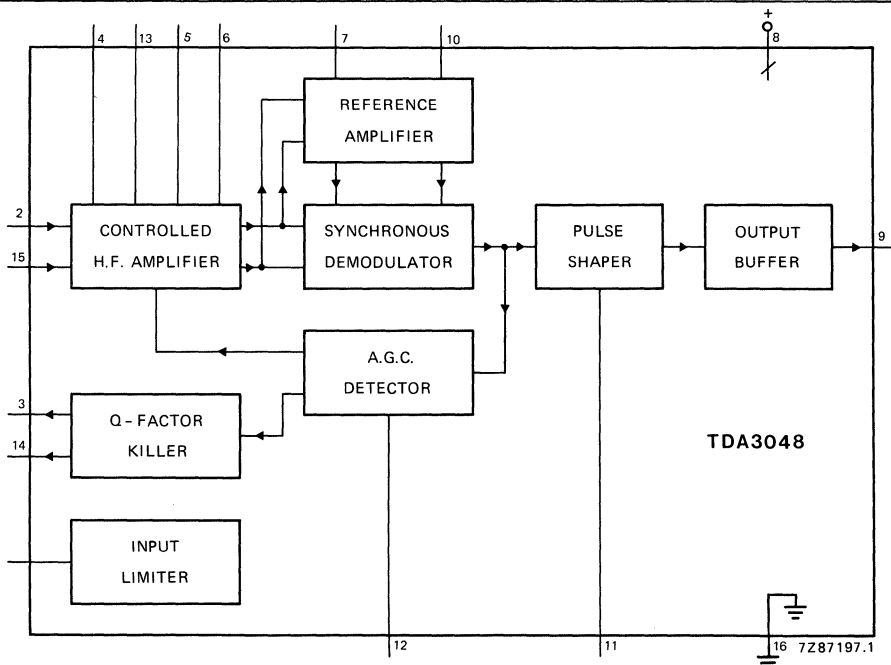 +
4
13
5
6
7
10
8
REFERENCE
AMPLIFIER
2
CONTROLLED
H.F. AMPLIFIER
15
SYNCHRONOUS
DEMODULATOR
PULSE
SHAPER
OUTPUT
BUFFER
9
A.G.C.
DETECTOR
3
Q-FACTOR
KILLER
14
TDA3048
INPUT
LIMITER
12
11
16
7Z87197.1